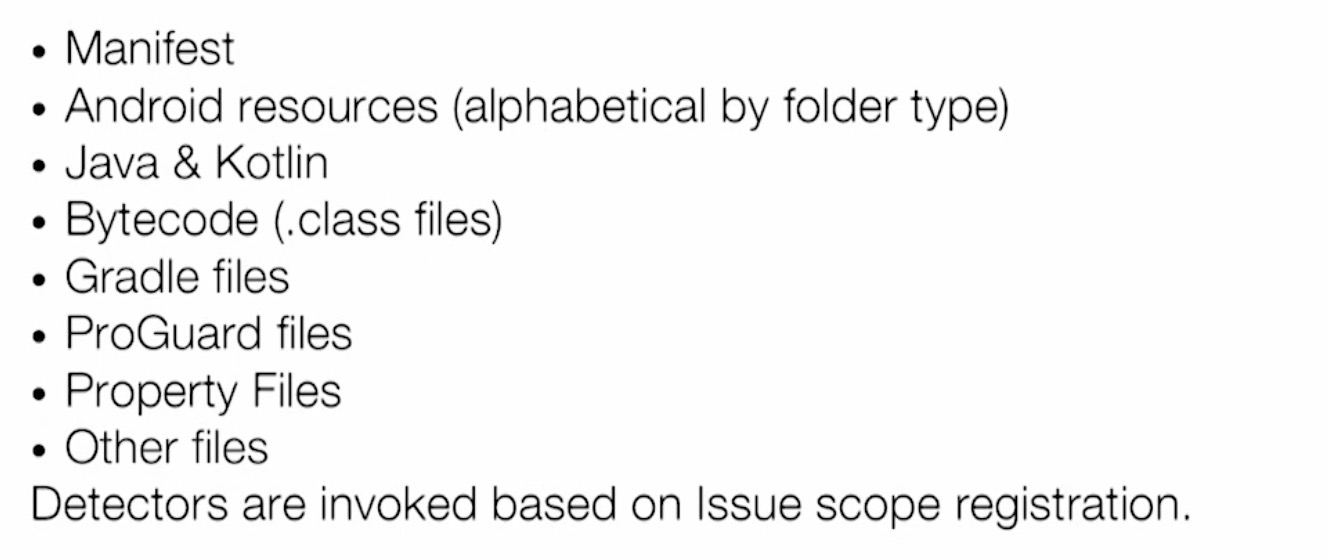 • Manifest
• Android resources (alphabetical by folder type)
• Java & Kotlin
• Bytecode (.class files)
• Gradle files
• ProGuard files
• Property Files
• Other files
Detectors are invoked based on Issue scope registration.